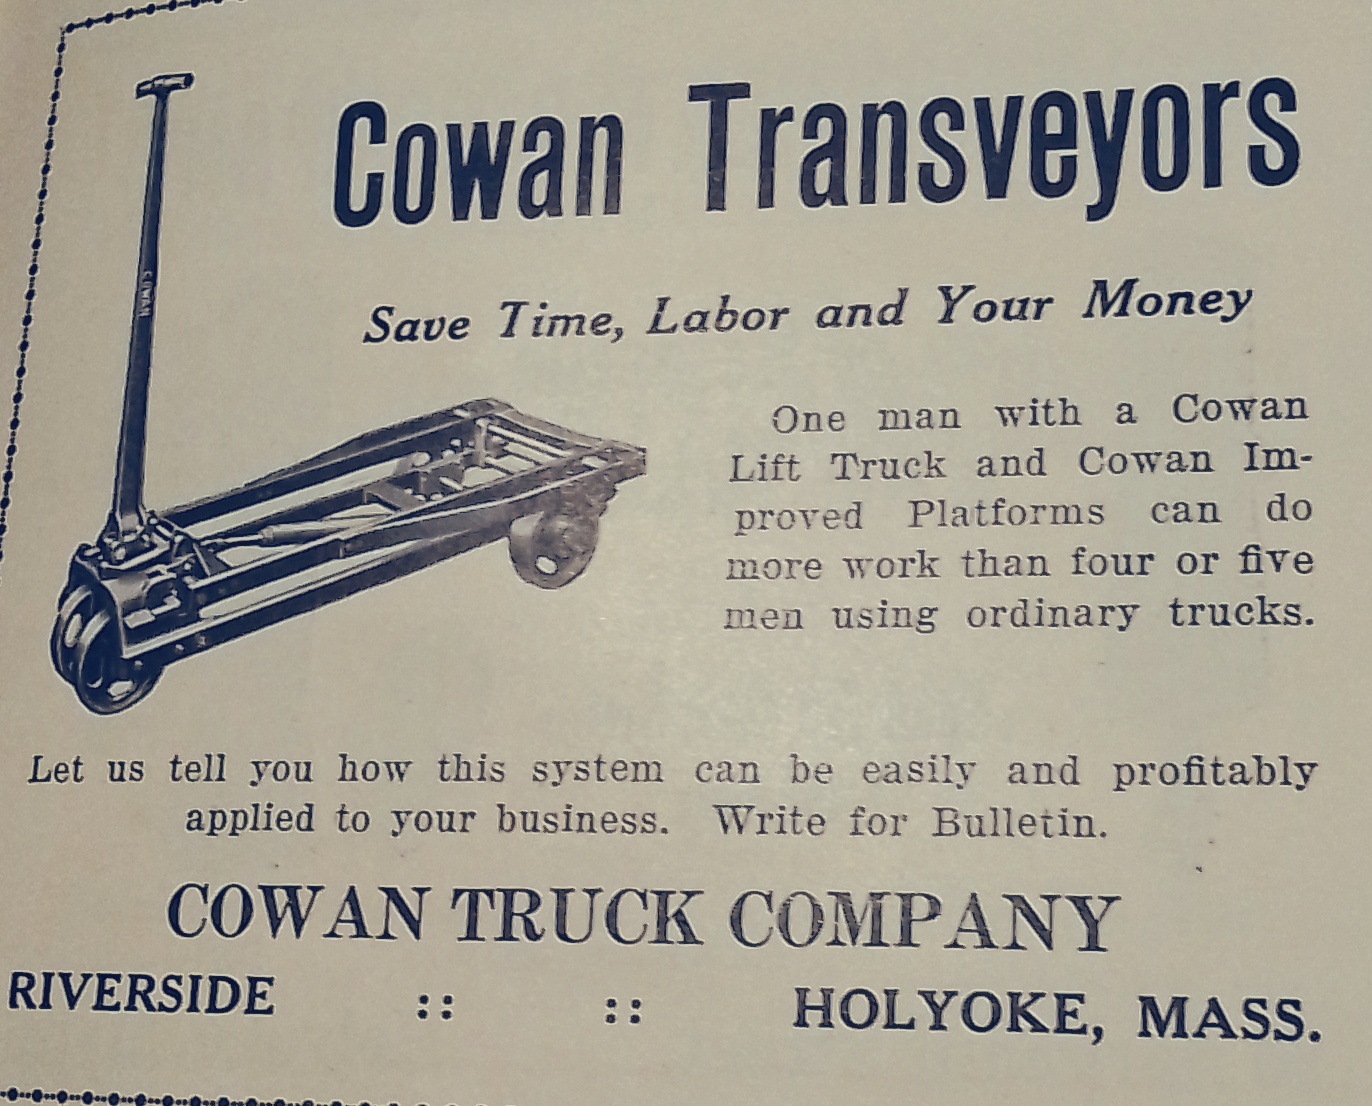 Cowan Transveyors
Save Time, Labor and Your Money
COWAN
One man with a Cowan
Lift Truck and Cowan Im-
proved Platforms can do
more work than four or five
men using ordinary trucks.
Let us tell you how this system can be easily and profitably
applied to your business. Write for Bulletin.
COWAN TRUCK COMPANY
RIVERSIDE :: :: HOLYOKE, MASS.